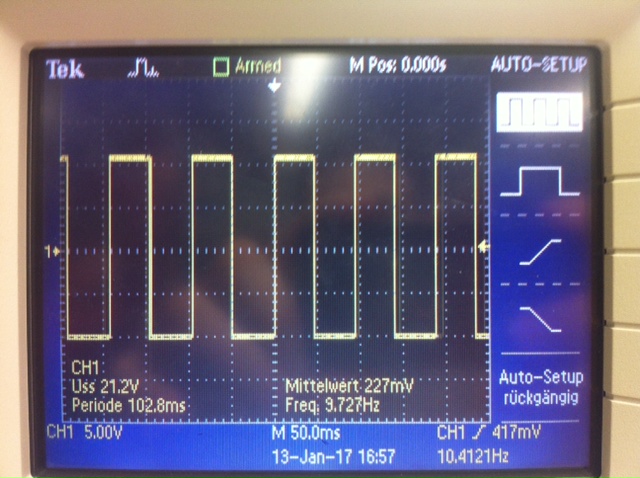 Tek Armed M Pos: 0.000s AUTO-SETUP
1
CH1
Uss 21.2V Mittelwert 227mV
Periode 102.8ms Freq. 9.727Hz
Auto-Setup
rückgängig
CH1 5.00V M 50.0ms CH1 417mV
13-Jan-17 16:57 10.4121Hz